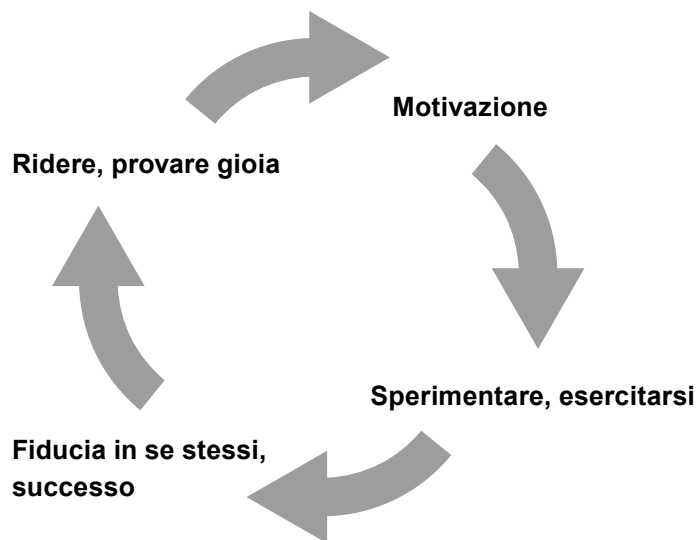 Motivazione
Ridere, provare gioia
Sperimentare, esercitarsi
Fiducia in se stessi,
successo